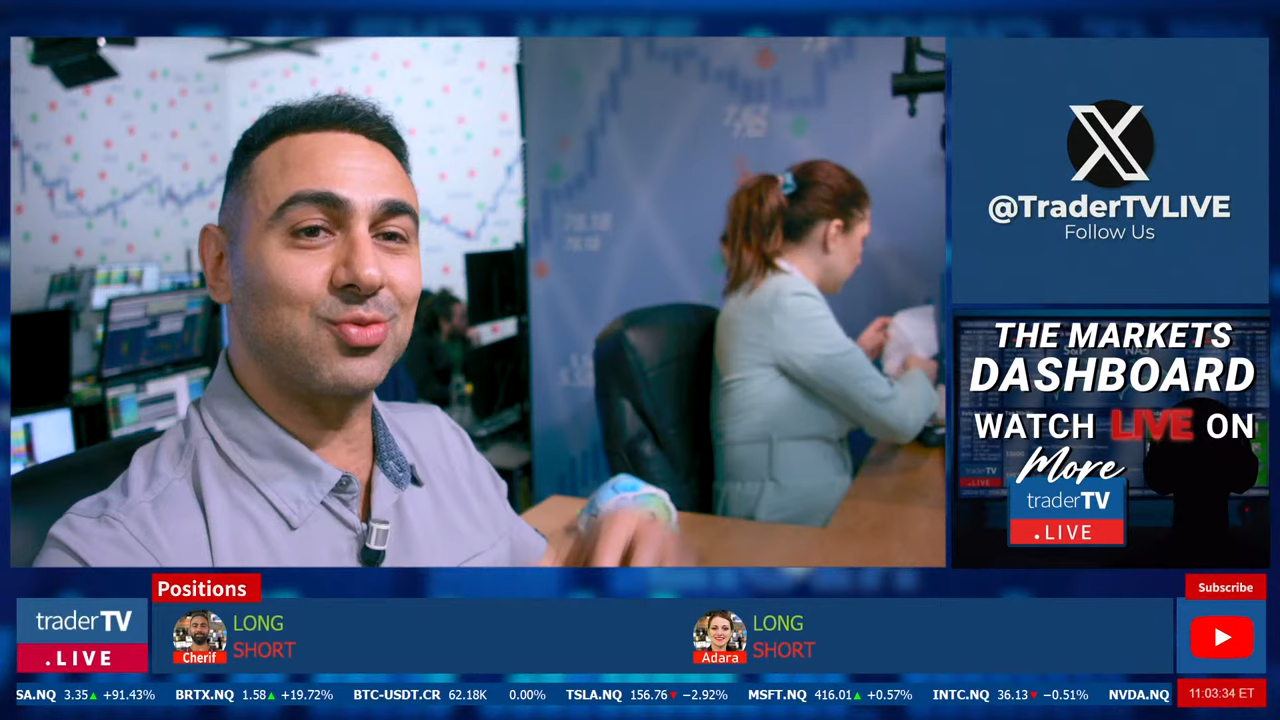 @TraderTVLIVE
Follow Us
THE MARKETS
DASHBOARD
WATCH LIVE ON
More
traderTV
.LIVE
Positions
LONG
SHORT
Cherif
LONG
SHORT
Adara
Subscribe
traderTV
.LIVE
SA.NQ 3.35▲ +91.43% BRTX.NQ 1.58▲ +19.72% BTC-USDT.CR 62.18K 0.00% TSLA.NQ 156.76▼ −2.92% MSFT.NQ 416.01▲ +0.57% INTC.NQ 36.13▼ −0.51% NVDA.NQ
11:03:34 ET